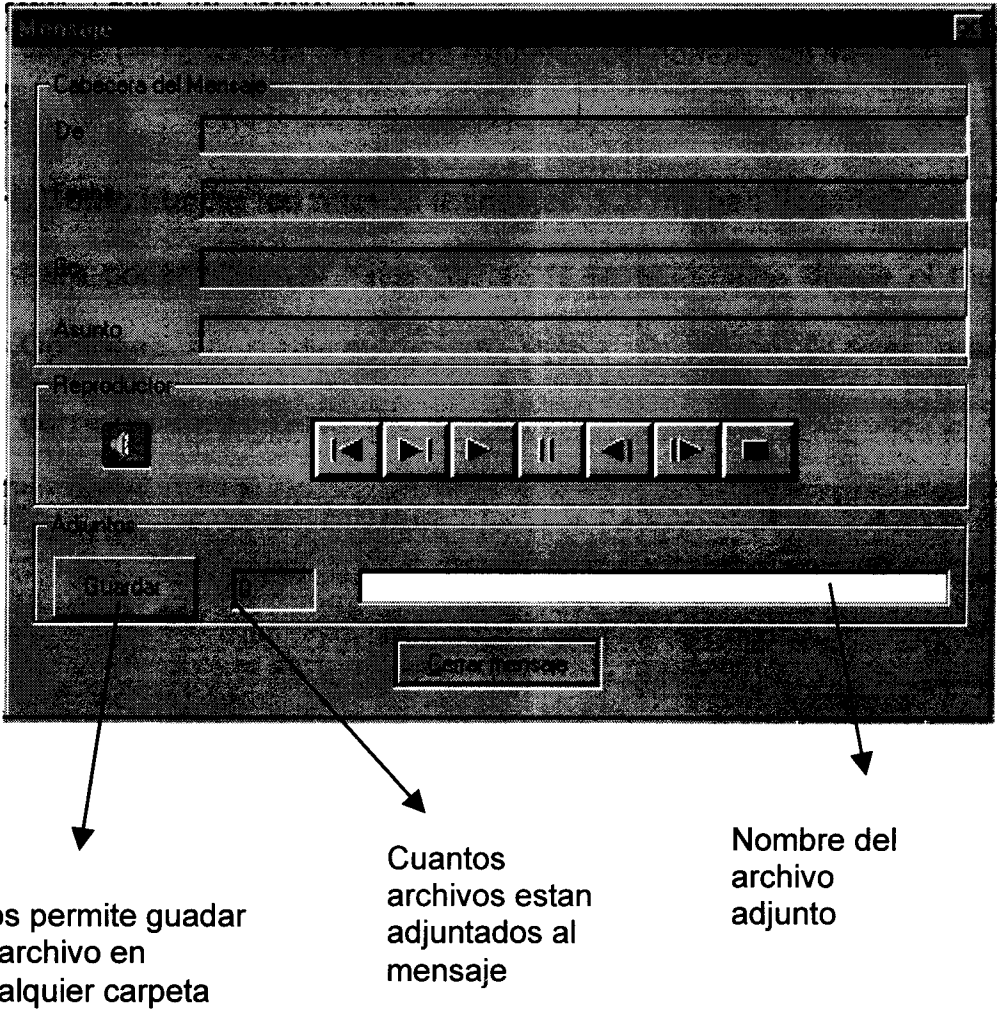 Mensaje
Cabecera del Mensaje
De
Fecha
Asunto
Reproductor
Adjuntos
Guardar
0
Cerrar Mensaje
os permite guadar
archivo en
alquier carpeta
Cuantos
archivos estan
adjuntados al
mensaje
Nombre del
archivo
adjunto